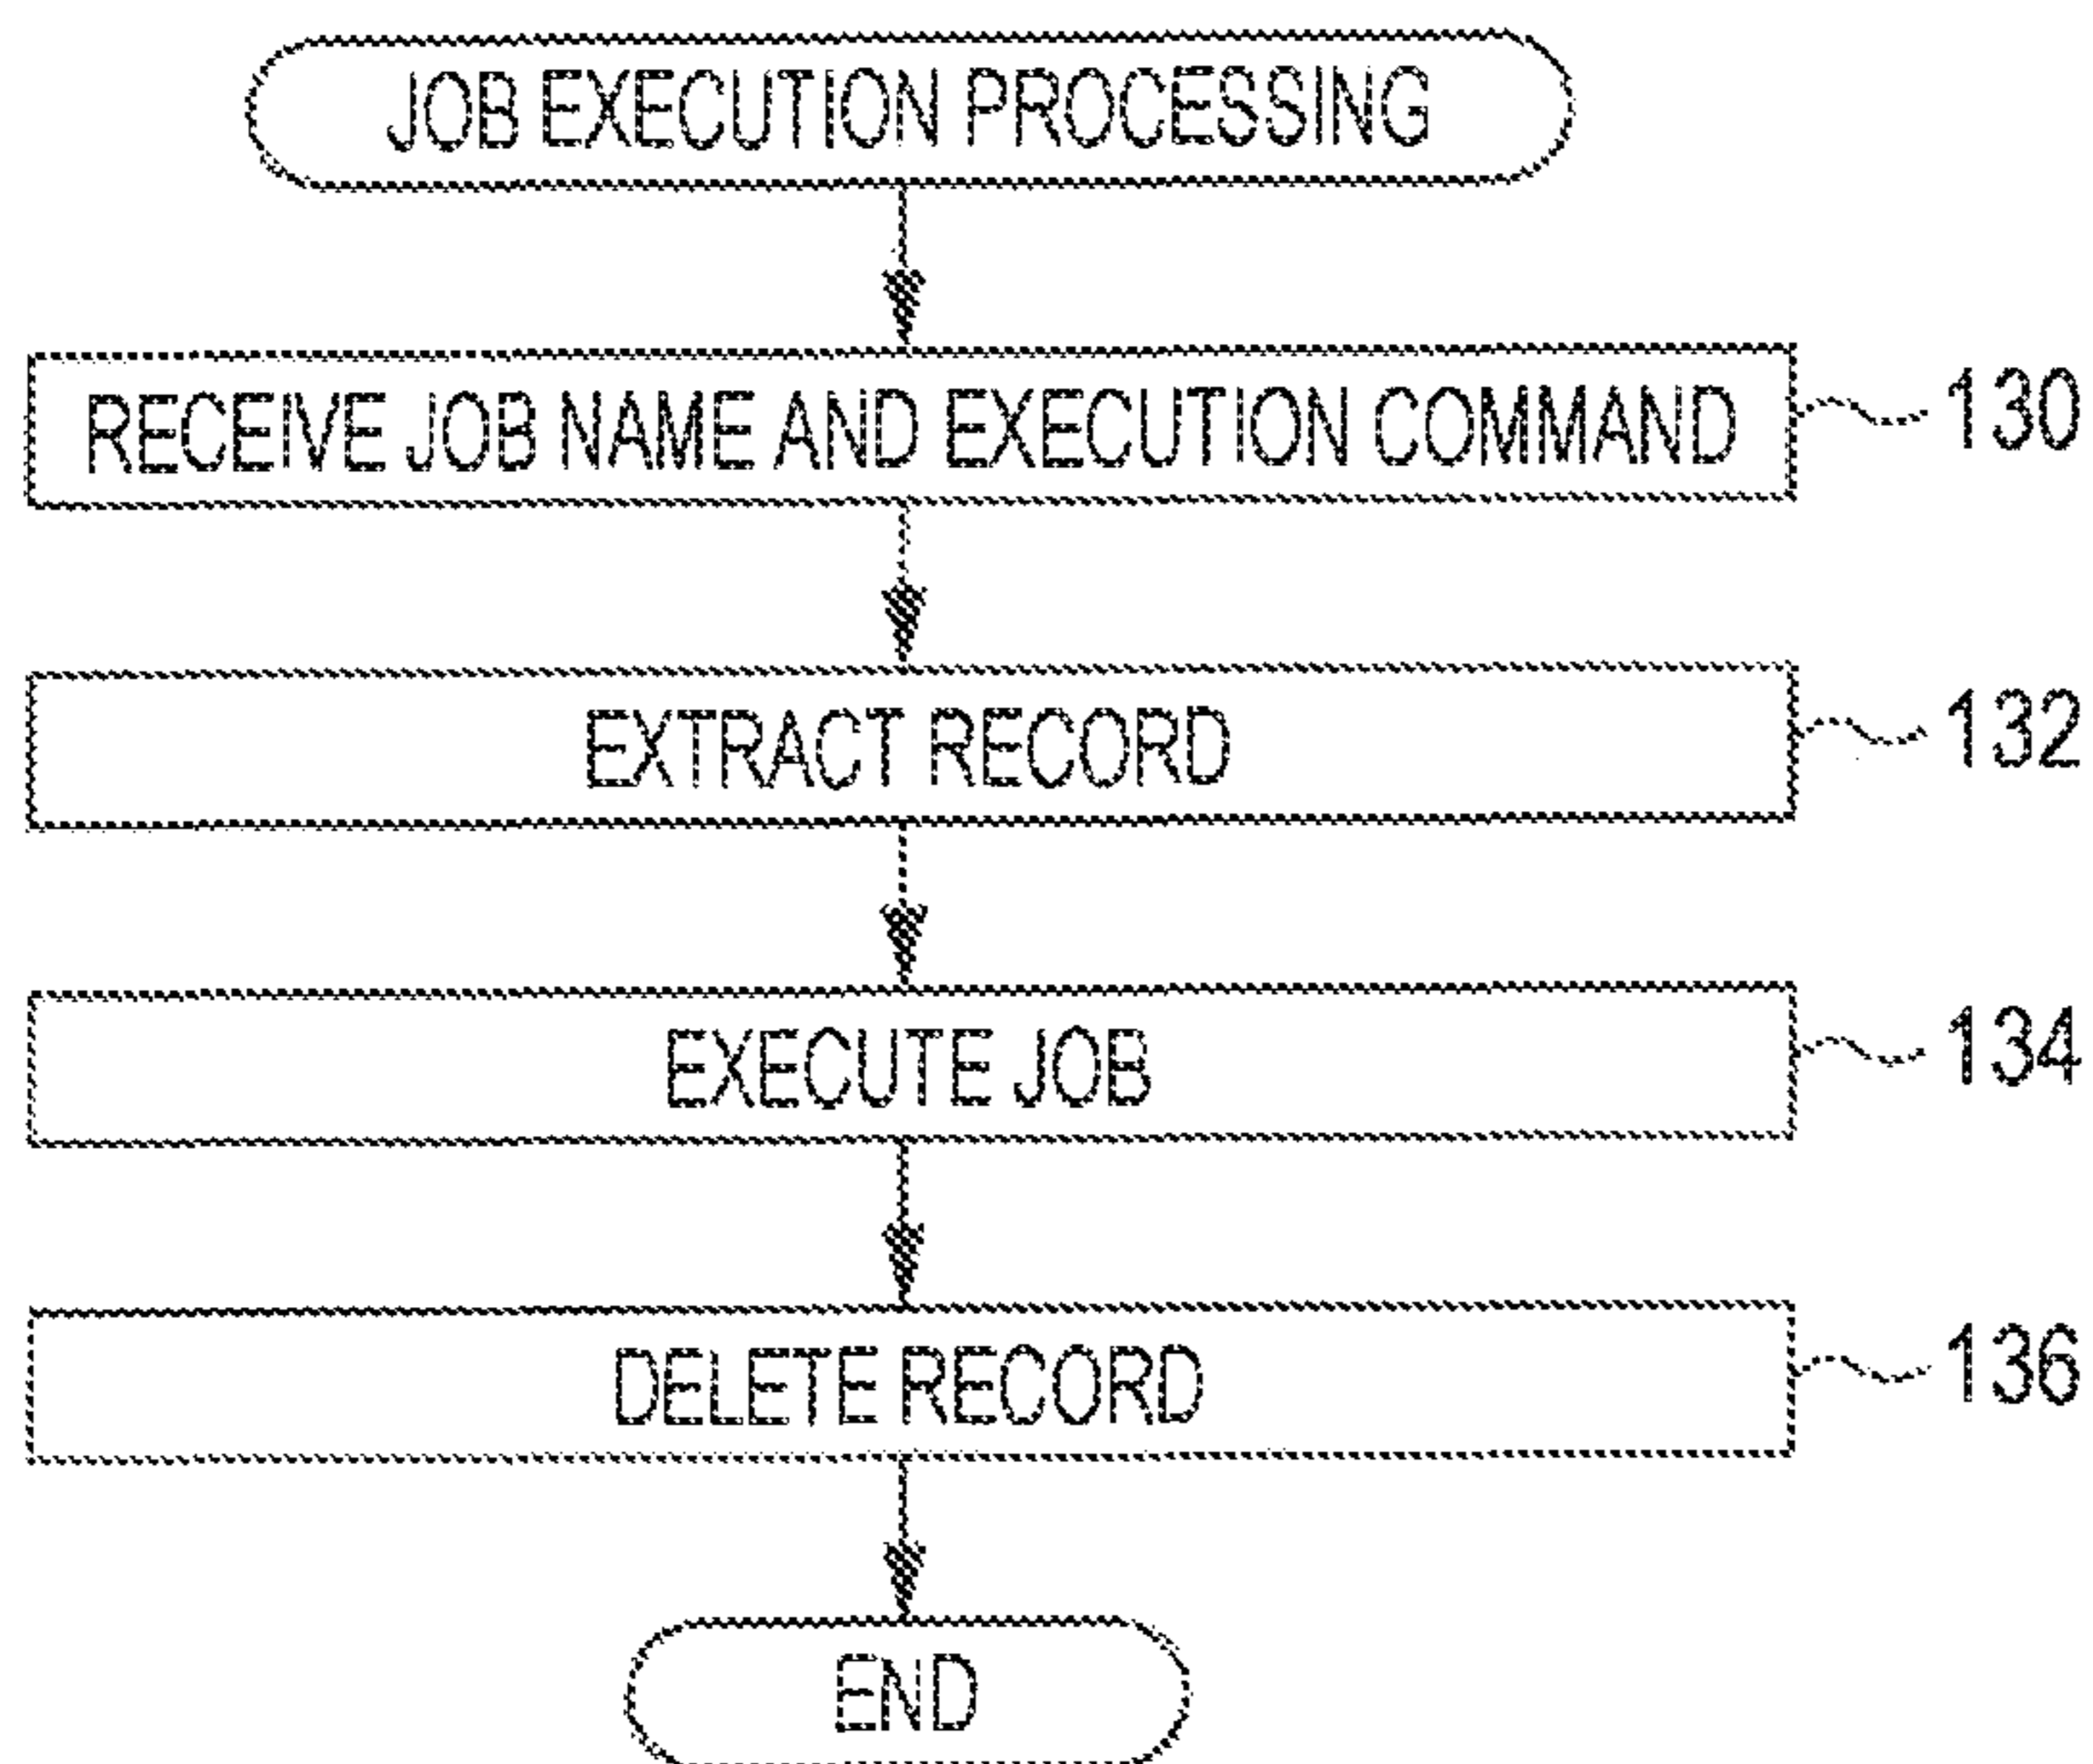 JOB EXECUTION PROCESSING
RECEIVE JOB NAME AND EXECUTION COMMAND
130
EXTRACT RECORD
132
EXECUTE JOB
134
DELETE RECORD
136
END